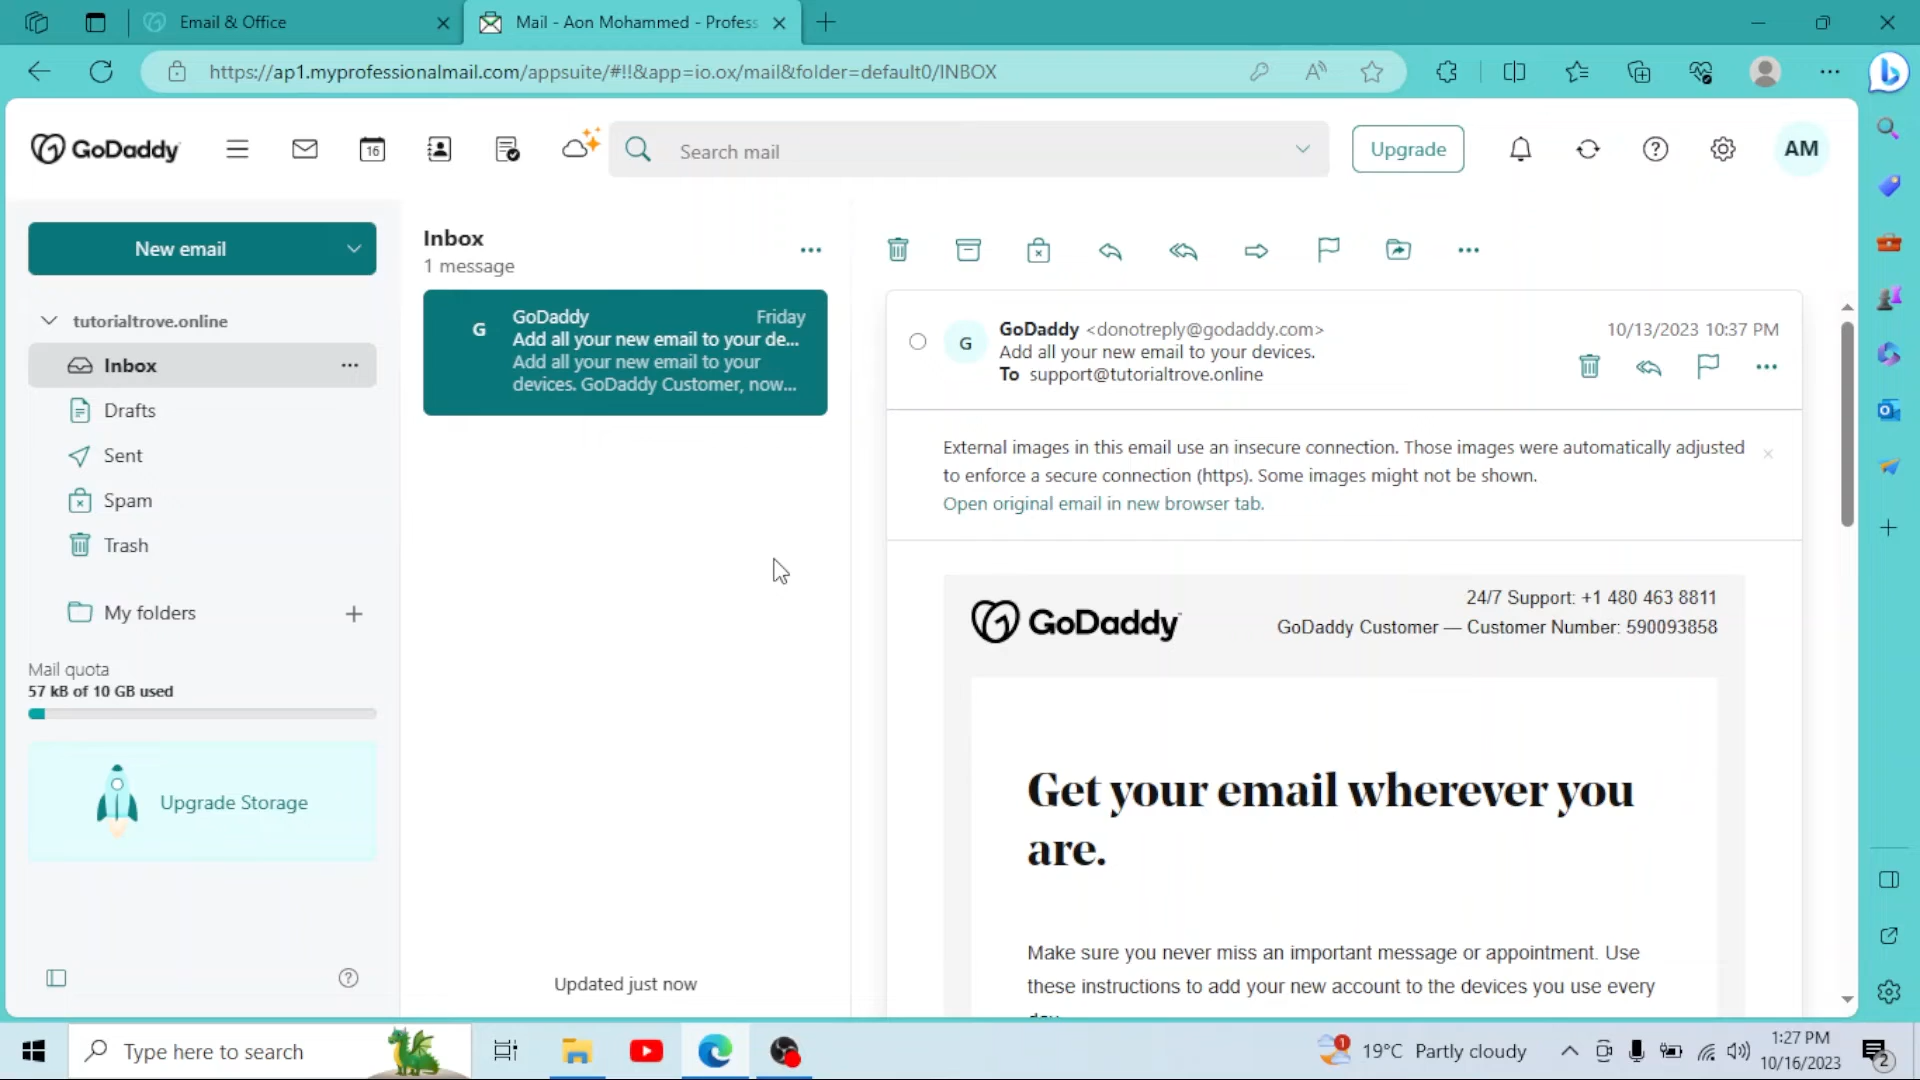 Email & Office
Mail - Aon Mohammed - Profess
https://ap1.myprofessionalmail.com/appsuite/#!!&app=io.ox/mail&folder=default0/INBOX
GoDaddy
16
Search mail
Upgrade
AM
New email
tutorialtrove.online
Inbox
Drafts
Sent
Spam
Trash
My folders
Mail quota
57 kB of 10 GB used
Upgrade Storage
Inbox
1 message
G
GoDaddy
Friday
Add all your new email to your de...
Add all your new email to your
devices. GoDaddy Customer, now...
Updated just now
G
GoDaddy <donotreply@godaddy.com>
10/13/2023 10:37 PM
Add all your new email to your devices.
To support@tutorialtrove.online
External images in this email use an insecure connection. Those images were automatically adjusted
to enforce a secure connection (https). Some images might not be shown.
Open original email in new browser tab.
GoDaddy
24/7 Support: +1 480 463 8811
GoDaddy Customer — Customer Number: 590093858
Get your email wherever you
are.
Make sure you never miss an important message or appointment. Use
these instructions to add your new account to the devices you use every
Type here to search
1
19°C Partly cloudy
1:27 PM
10/16/2023
2